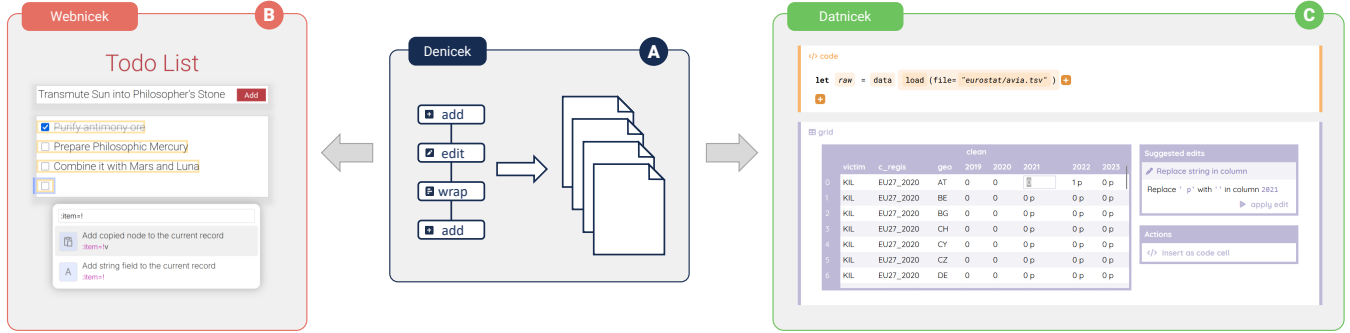 Webnicek
B
Todo List
Transmute Sun into Philosopher's Stone Add
Purify antimony ore
Prepare Philosophic Mercury
Combine it with Mars and Luna
:item=!
Add copied node to the current record
:item=!v
A Add string field to the current record
:item=!
Denicek
A
add
edit
wrap
add
Datnicek
C
</> code
let raw = data load (file= "eurostat/avia.tsv" )
grid
clean
victim c_regis geo 2019 2020 2021 2022 2023
0 KIL EU27_2020 AT 0 0 1 p 0 p
1 KIL EU27_2020 BE 0 0 0 p 0 p 0 p
2 KIL EU27_2020 BG 0 0 0 p 0 p 0 p
3 KIL EU27_2020 CH 0 0 0 p 0 p 0 p
4 KIL EU27_2020 CY 0 0 0 p 0 p 0 p
5 KIL EU27_2020 CZ 0 0 0 p 0 p 0 p
6 KIL EU27_2020 DE 0 0 0 p 0 p 0 p
Suggested edits
Replace string in column
Replace ' p' with '' in column 2021
apply edit
Actions
</> Insert as code cell